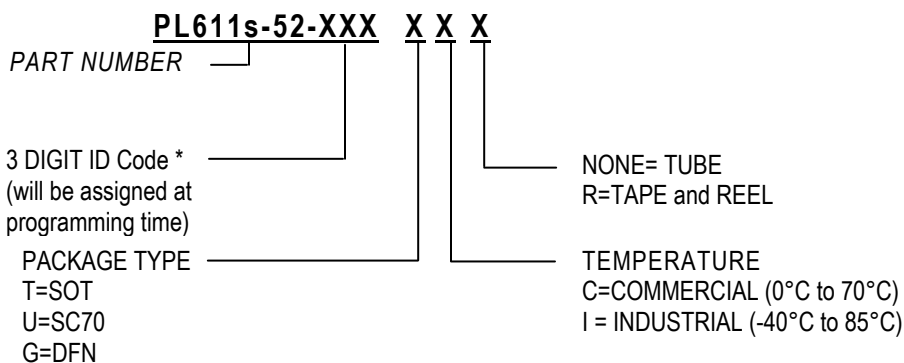 PL611s-52-XXX X X X
PART NUMBER
3 DIGIT ID Code *
(will be assigned at
programming time)
NONE= TUBE
R=TAPE and REEL
PACKAGE TYPE
T=SOT
U=SC70
G=DFN
TEMPERATURE
C=COMMERCIAL (0°C to 70°C)
I = INDUSTRIAL (-40°C to 85°C)